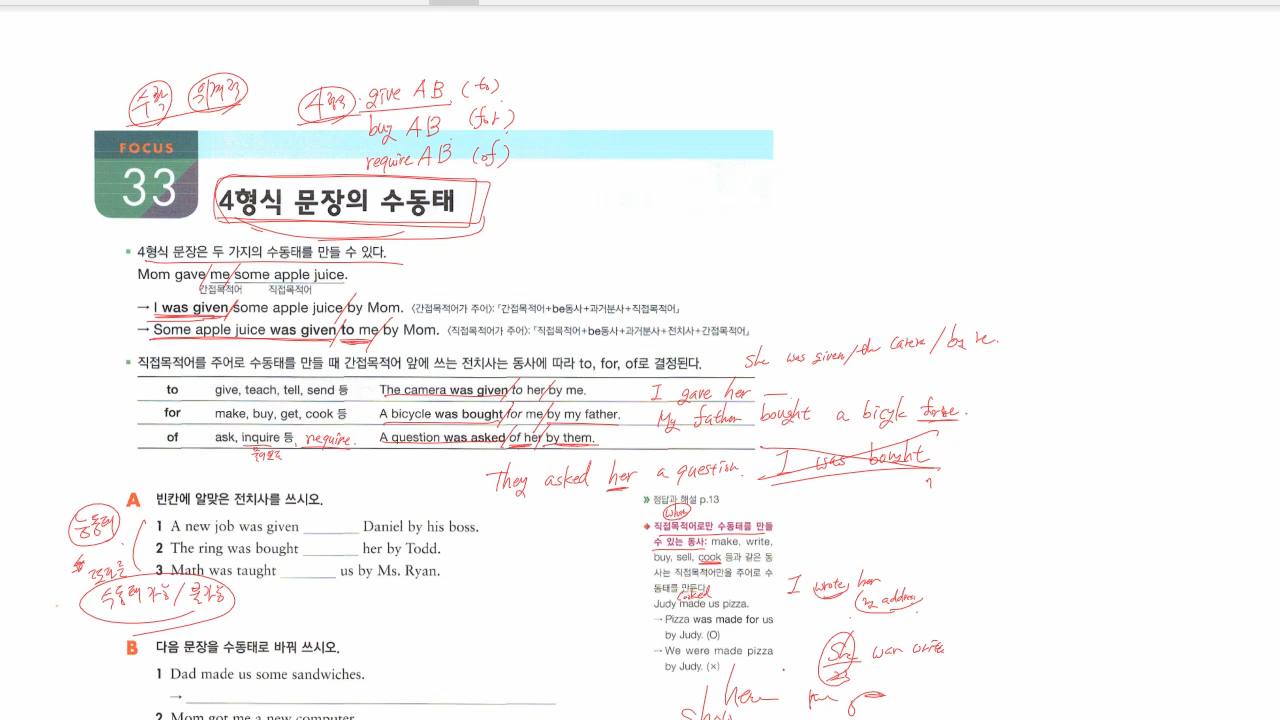 수학
4형식 give AB (to)
buy AB (for)
require AB (of)
FOCUS
33
4형식 문장의 수동태
4형식 문장은 두 가지의 수동태를 만들 수 있다.
Mom gave me some apple juice.
간접목적어 직접목적어
→ I was given some apple juice by Mom. 〈간접목적어가 주어〉: 「간접목적어+be동사+과거분사+직접목적어」
→ Some apple juice was given to me by Mom. 〈직접목적어가 주어〉: 「직접목적어+be동사+과거분사+전치사+간접목적어」
직접목적어를 주어로 수동태를 만들 때 간접목적어 앞에 쓰는 전치사는 동사에 따라 to, for, of로 결정된다.
She was given / the / by me.
to give, teach, tell, send 등 The camera was given to her by me.
I gave her
for make, buy, get, cook 등 A bicycle was bought for me by my father.
My father bought a
of ask, inquire 등, require. A question was asked of her by them.
I was bought
They asked her a question.
A 빈칸에 알맞은 전치사를 쓰시오.
1 A new job was given ______ Daniel by his boss.
2 The ring was bought ______ her by Todd.
3 Math was taught ______ us by Ms. Ryan.
능동태
수동태 가능 / 불가능
정답과 해설 p.13
직접목적어로만 수동태를 만들
수 있는 동사: make, write,
buy, sell, cook 등과 같은 동
사는 직접목적어만을 주어로 수
동태를 만든다.
cooked
Judy made us pizza.
→ Pizza was made for us
by Judy. (O)
→ We were made pizza
by Judy. (×)
I wrote her
my address
She was write
B 다음 문장을 수동태로 바꿔 쓰시오.
1 Dad made us some sandwiches.
→
2 Mom got me a new computer.